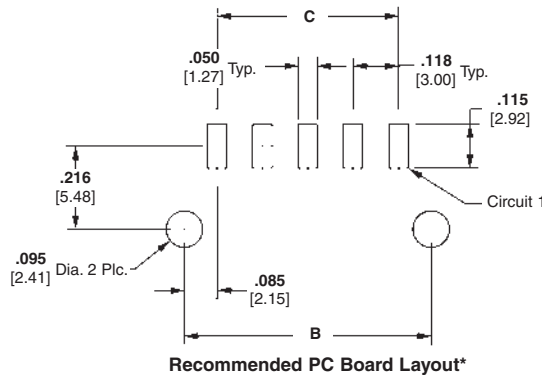 C
.050
[1.27] Typ.
.118
[3.00] Typ.
.115
[2.92]
.216
[5.48]
Circuit 1
.095
[2.41] Dia. 2 Plc.
.085
[2.15]
B
Recommended PC Board Layout*